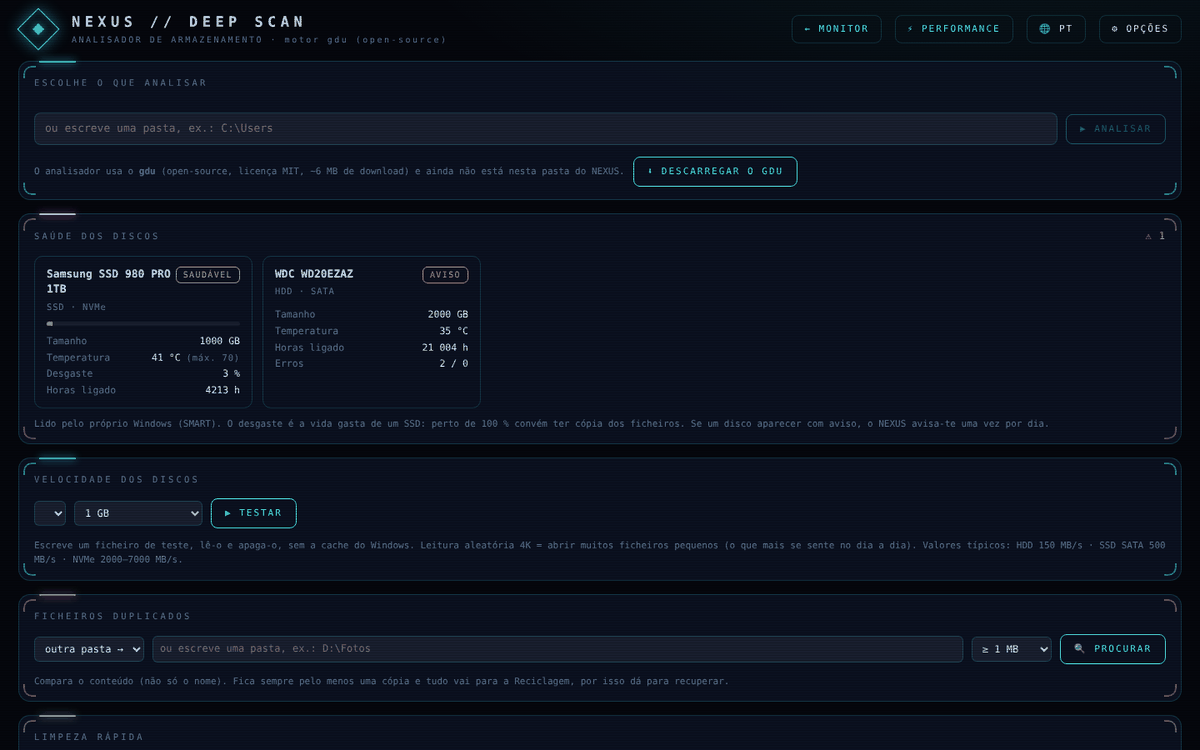 NEXUS // DEEP SCAN
ANALISADOR DE ARMAZENAMENTO · motor gdu (open-source)
← MONITOR
⚡ PERFORMANCE
🌐 PT
⚙ OPÇÕES
ESCOLHE O QUE ANALISAR
ou escreve uma pasta, ex.: C:\Users
▶ ANALISAR
O analisador usa o gdu (open-source, licença MIT, ~6 MB de download) e ainda não está nesta pasta do NEXUS.
⬇ DESCARREGAR O GDU
SAÚDE DOS DISCOS
⚠ 1
Samsung SSD 980 PRO
1TB
SAUDÁVEL
SSD · NVMe
Tamanho 1000 GB
Temperatura 41 °C (máx. 70)
Desgaste 3 %
Horas ligado 4213 h
WDC WD20EZAZ
AVISO
HDD · SATA
Tamanho 2000 GB
Temperatura 35 °C
Horas ligado 21 004 h
Erros 2 / 0
Lido pelo próprio Windows (SMART). O desgaste é a vida gasta de um SSD: perto de 100 % convém ter cópia dos ficheiros. Se um disco aparecer com aviso, o NEXUS avisa-te uma vez por dia.
VELOCIDADE DOS DISCOS
1 GB
▶ TESTAR
Escreve um ficheiro de teste, lê-o e apaga-o, sem a cache do Windows. Leitura aleatória 4K = abrir muitos ficheiros pequenos (o que mais se sente no dia a dia). Valores típicos: HDD 150 MB/s · SSD SATA 500
MB/s · NVMe 2000–7000 MB/s.
FICHEIROS DUPLICADOS
outra pasta →
ou escreve uma pasta, ex.: D:\Fotos
≥ 1 MB
🔍 PROCURAR
Compara o conteúdo (não só o nome). Fica sempre pelo menos uma cópia e tudo vai para a Reciclagem, por isso dá para recuperar.
LIMPEZA RÁPIDA